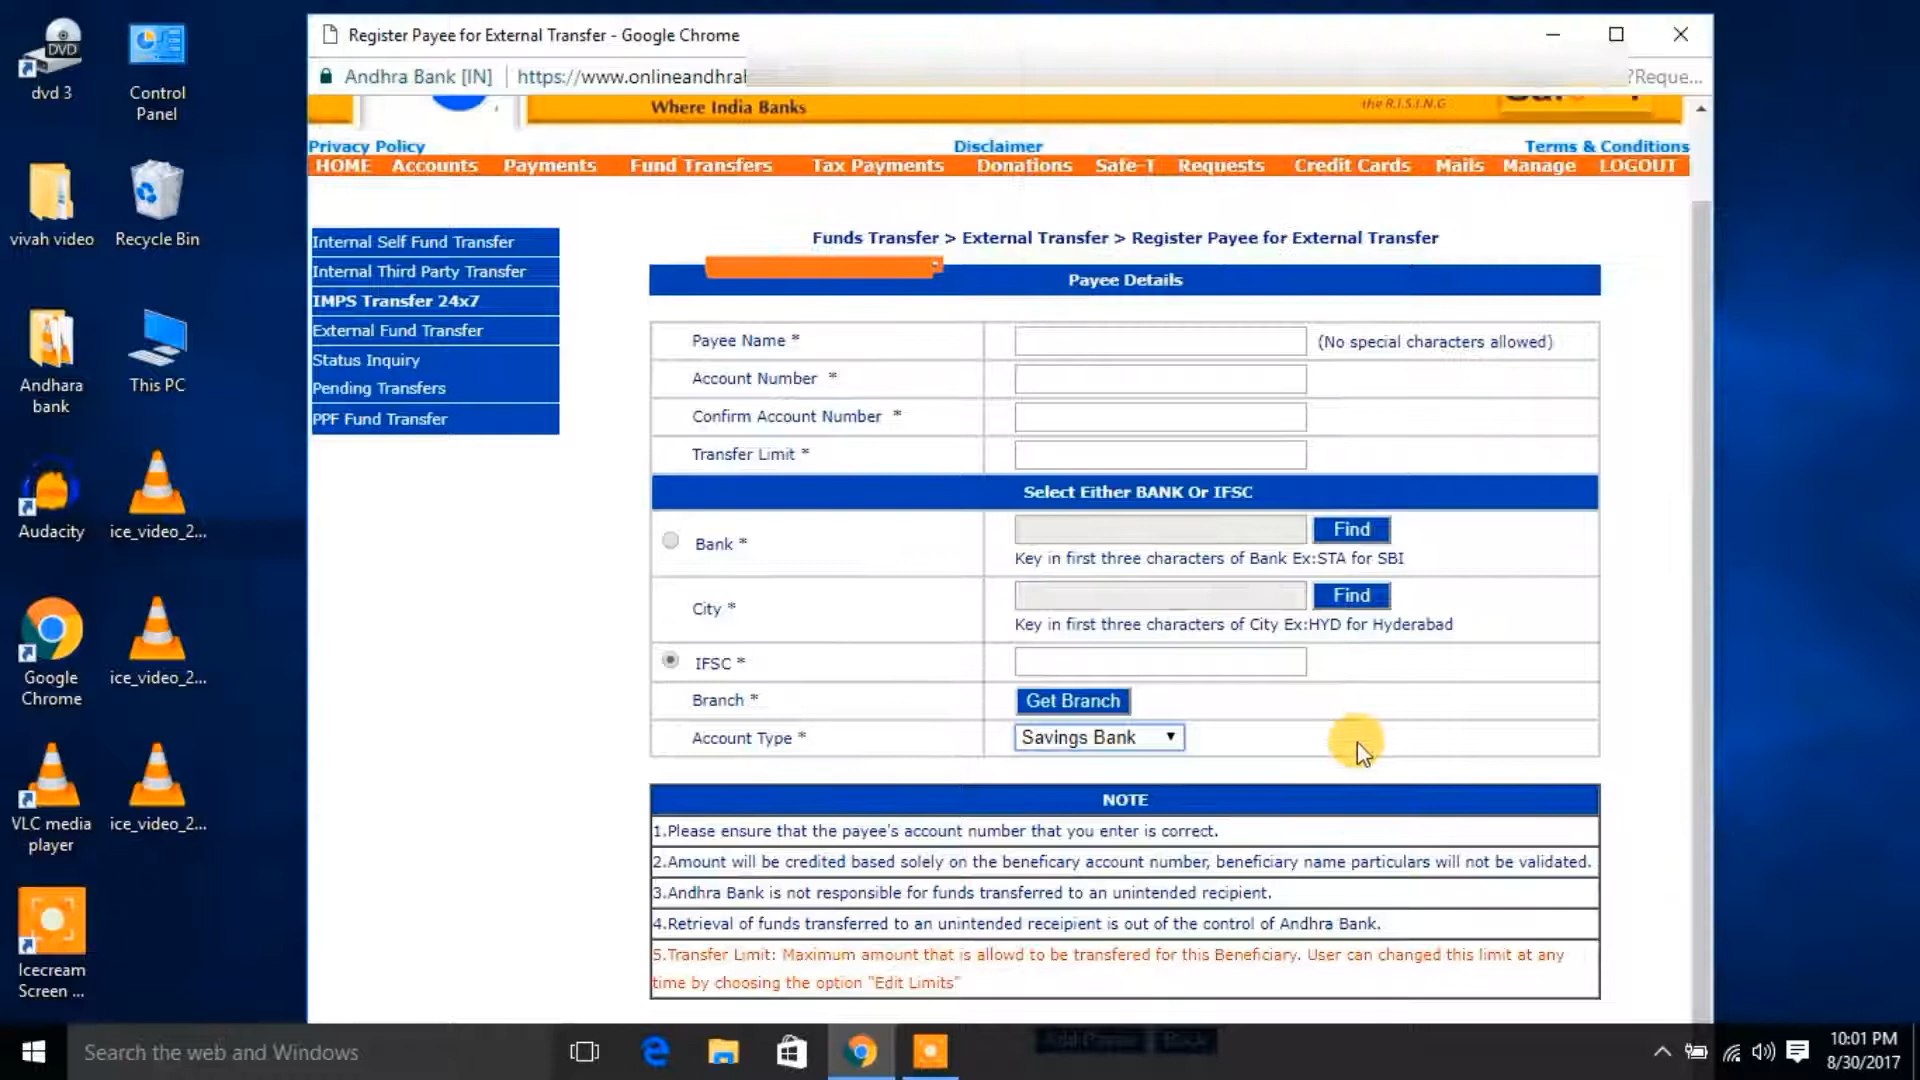 Register Payee for External Transfer - Google Chrome
Andhra Bank [IN] https://www.onlineandhra ?Reque...
Where India Banks the R.I.S.I.N.G
Privacy Policy Disclaimer Terms & Conditions
HOME Accounts Payments Fund Transfers Tax Payments Donations Safe-T Requests Credit Cards Mails Manage LOGOUT
Internal Self Fund Transfer
Internal Third Party Transfer
IMPS Transfer 24x7
External Fund Transfer
Status Inquiry
Pending Transfers
PPF Fund Transfer
Funds Transfer > External Transfer > Register Payee for External Transfer
Payee Details
Payee Name * (No special characters allowed)
Account Number *
Confirm Account Number *
Transfer Limit *
Select Either BANK Or IFSC
Bank * Find
Key in first three characters of Bank Ex:STA for SBI
City * Find
Key in first three characters of City Ex:HYD for Hyderabad
IFSC *
Branch * Get Branch
Account Type * Savings Bank
NOTE
1.Please ensure that the payee's account number that you enter is correct.
2.Amount will be credited based solely on the beneficary account number, beneficiary name particulars will not be validated.
3.Andhra Bank is not responsible for funds transferred to an unintended recipient.
4.Retrieval of funds transferred to an unintended receipient is out of the control of Andhra Bank.
5.Transfer Limit: Maximum amount that is allowd to be transfered for this Beneficiary. User can changed this limit at any
time by choosing the option "Edit Limits"
DVD
dvd 3
Control
Panel
vivah video
Recycle Bin
Andhara
bank
This PC
Audacity
ice_video_2...
Google
Chrome
ice_video_2...
VLC media
player
ice_video_2...
Icecream
Screen ...
Search the web and Windows
10:01 PM
8/30/2017